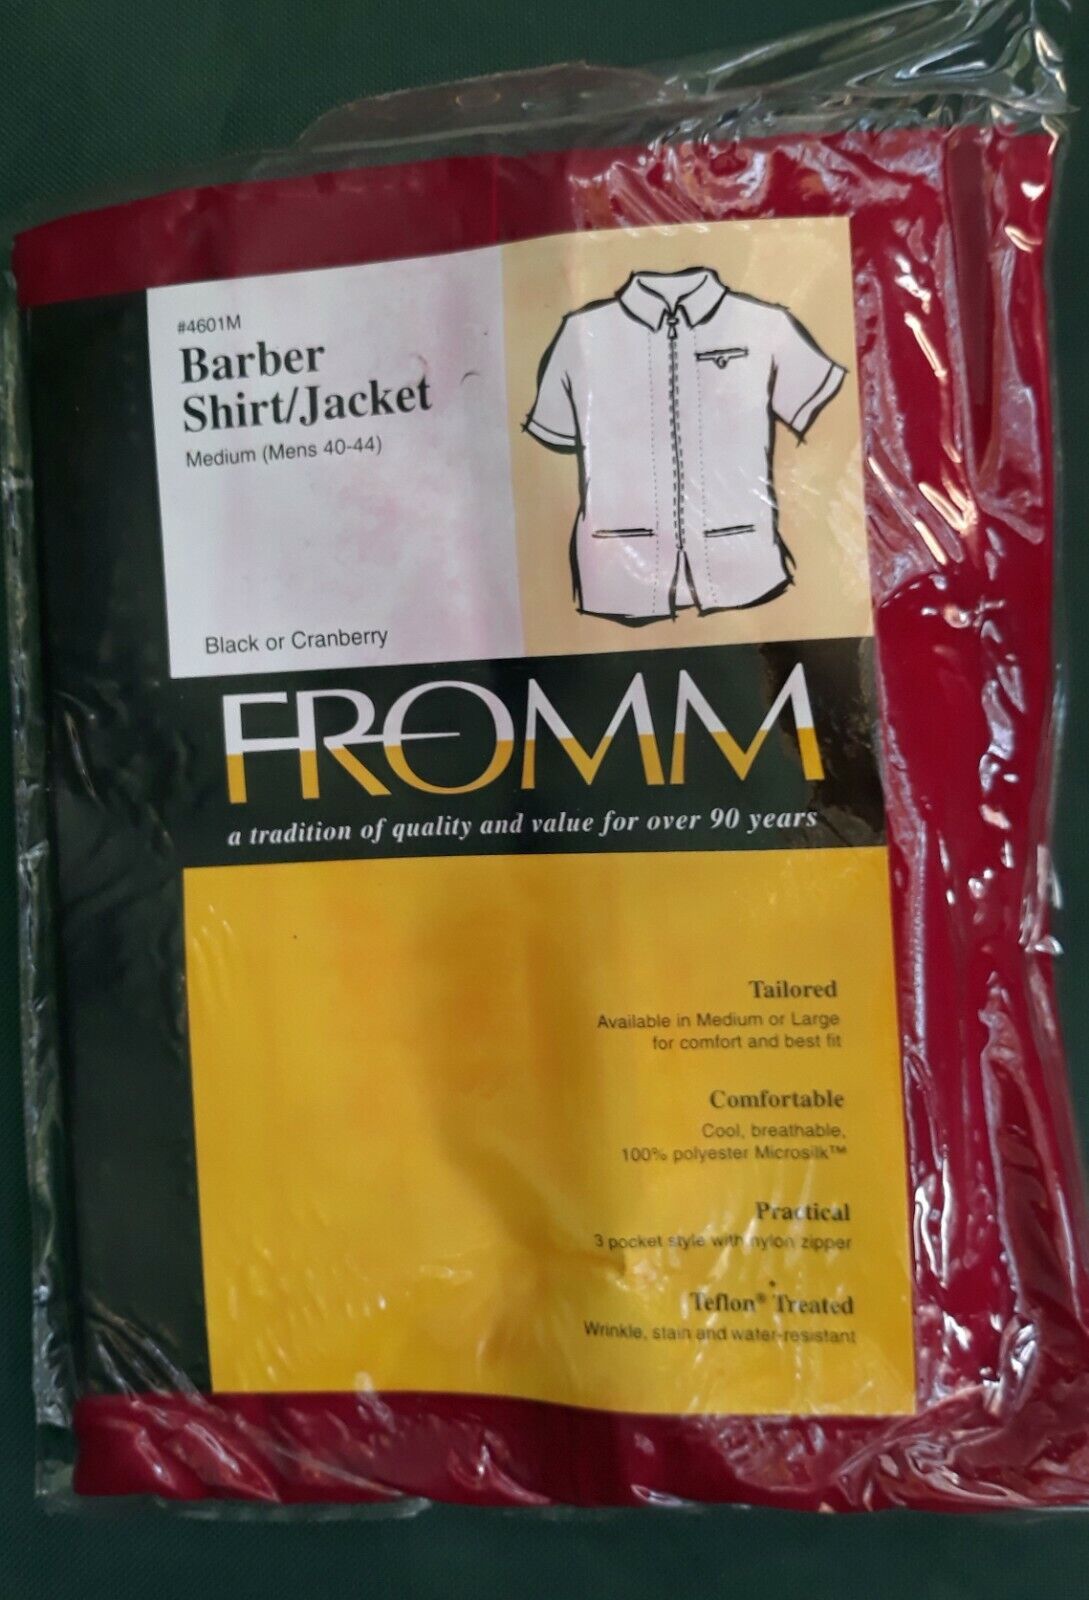 #4601M
Barber
Shirt/Jacket
Medium (Mens 40-44)
Black or Cranberry
FROMM
a tradition of quality and value for over 90 years
Tailored
Available in Medium or Large
for comfort and best fit
Comfortable
Cool, breathable,
100% polyester Microsilk™
Practical
3 pocket style with nylon zipper
Teflon® Treated
Wrinkle, stain and water-resistant